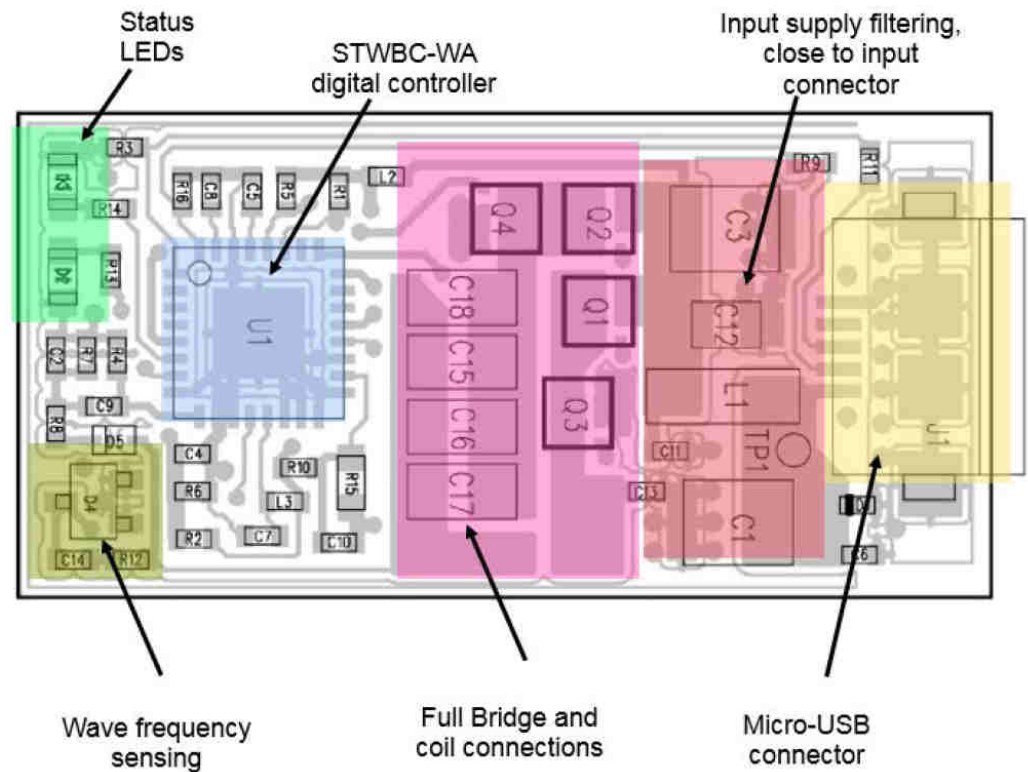 Status
LEDs
STWBC-WA
digital controller
Input supply filtering,
close to input
connector
R3
D3
R14
R16
C8
C5
R5
R1
L2
Q4
Q2
C3
R9
R11
R13
U1
C18
Q1
C12
C2
R7
R4
C15
L1
C9
R8
D5
C16
Q3
TP1
J1
C4
R10
C11
D4
R6
L3
R15
C17
C13
C1
R2
C7
C10
C6
C14
R12
Wave frequency
sensing
Full Bridge and
coil connections
Micro-USB
connector